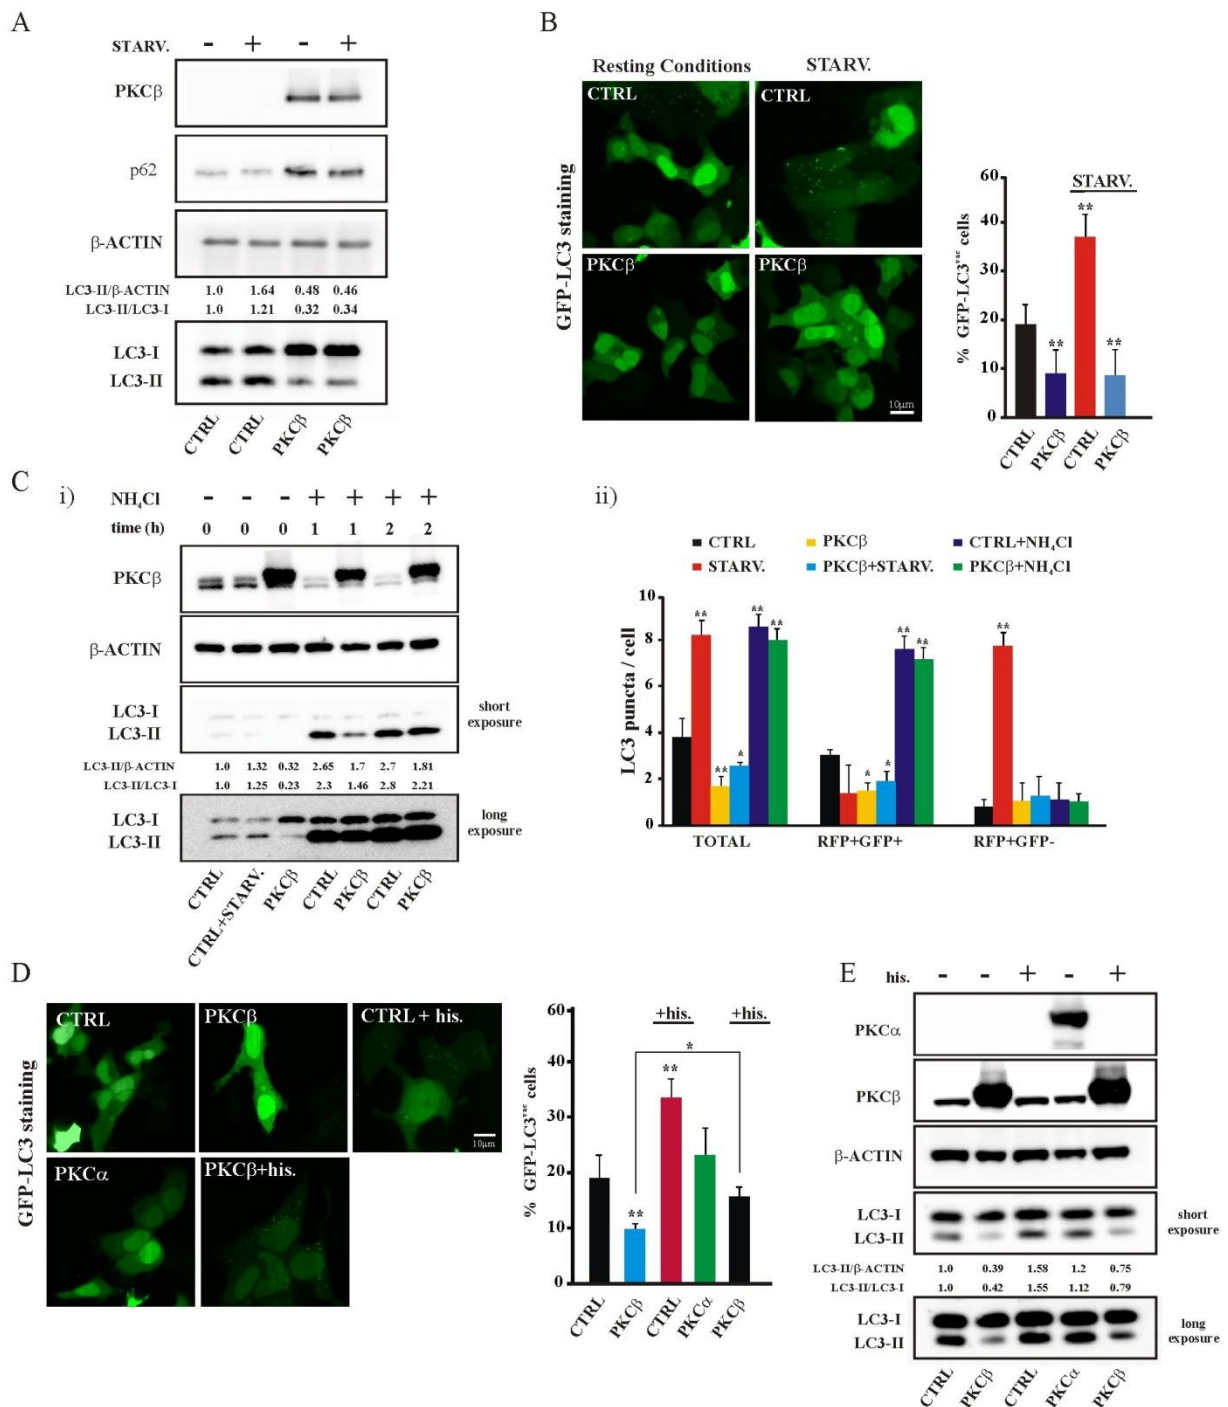 A
STARV. - + - +
PKCβ
p62
β-ACTIN
LC3-II/β-ACTIN 1.0 1.64 0.48 0.46
LC3-II/LC3-I 1.0 1.21 0.32 0.34
LC3-I
LC3-II
CTRL CTRL PKCβ PKCβ
B
Resting Conditions STARV.
GFP-LC3 staining
CTRL CTRL
PKCβ PKCβ
10μm
% GFP-LC3vac cells
60
40
30
20
10
0
STARV.
** ** **
CTRL PKCβ CTRL PKCβ
C
i)
NH4Cl - - - + + + +
time (h) 0 0 0 1 1 2 2
PKCβ
β-ACTIN
LC3-I
LC3-II
short
exposure
LC3-II/β-ACTIN 1.0 1.32 0.32 2.65 1.7 2.7 1.81
LC3-II/LC3-I 1.0 1.25 0.23 2.3 1.46 2.8 2.21
LC3-I
LC3-II
long
exposure
CTRL CTRL+STARV. PKCβ CTRL PKCβ CTRL PKCβ
ii)
CTRL PKCβ CTRL+NH4Cl
STARV. PKCβ+STARV. PKCβ+NH4Cl
LC3 puncta / cell
10
8
6
4
2
0
** ** * ** ** * * ** ** **
TOTAL RFP+GFP+ RFP+GFP-
D
GFP-LC3 staining
CTRL PKCβ CTRL + his.
10μm
PKCα PKCβ+his.
% GFP-LC3vac cells
60
40
30
20
10
0
+his. +his.
*
** **
CTRL PKCβ CTRL PKCα PKCβ
E
his. - - + - +
PKCα
PKCβ
β-ACTIN
LC3-I
LC3-II
short
exposure
LC3-II/β-ACTIN 1.0 0.39 1.58 1.2 0.75
LC3-II/LC3-I 1.0 0.42 1.55 1.12 0.79
LC3-I
LC3-II
long
exposure
CTRL PKCβ CTRL PKCα PKCβ